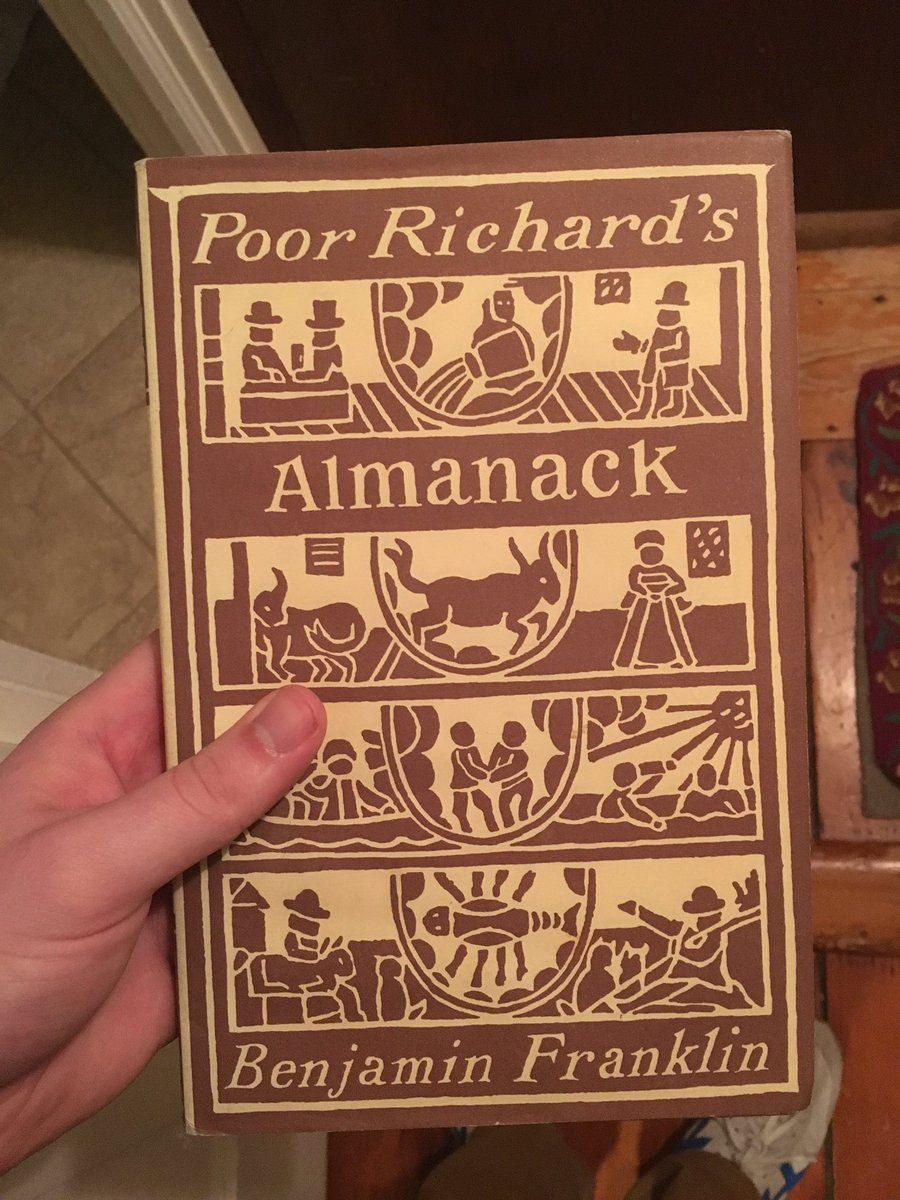 Poor Richard's
Almanack
Benjamin Franklin